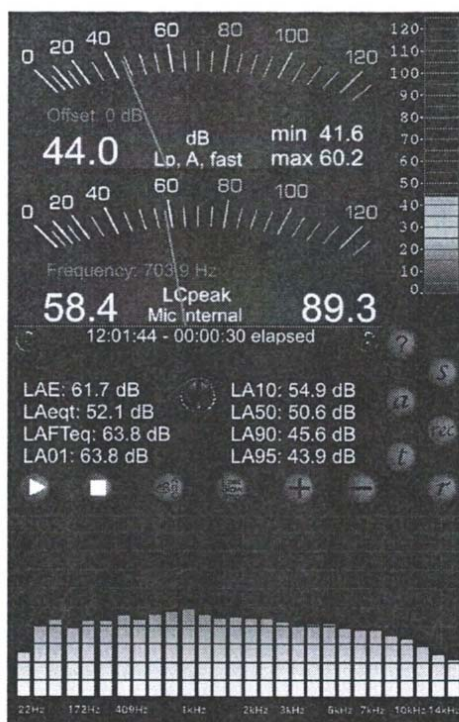 0 20 40 60 80 100 120
Offset: 0 dB
44.0
dB
Lp, A, fast
min 41.6
max 60.2
0 20 40 60 80 100 120
Frequency: 703.9 Hz
58.4
LCpeak
Mic Internal
89.3
12:01:44 - 00:00:30 elapsed
120
110
100
90
80
70
60
50
40
30
20
10
0
LAE: 61.7 dB
LAeqt: 52.1 dB
LAFTeq: 63.8 dB
LA01: 63.8 dB
LA10: 54.9 dB
LA50: 50.6 dB
LA90: 45.6 dB
LA95: 43.9 dB
?
s
a
rec
t
r
22Hz 172Hz 409Hz 1kHz 2kHz 3kHz 5kHz 7kHz 10kHz 14kHz